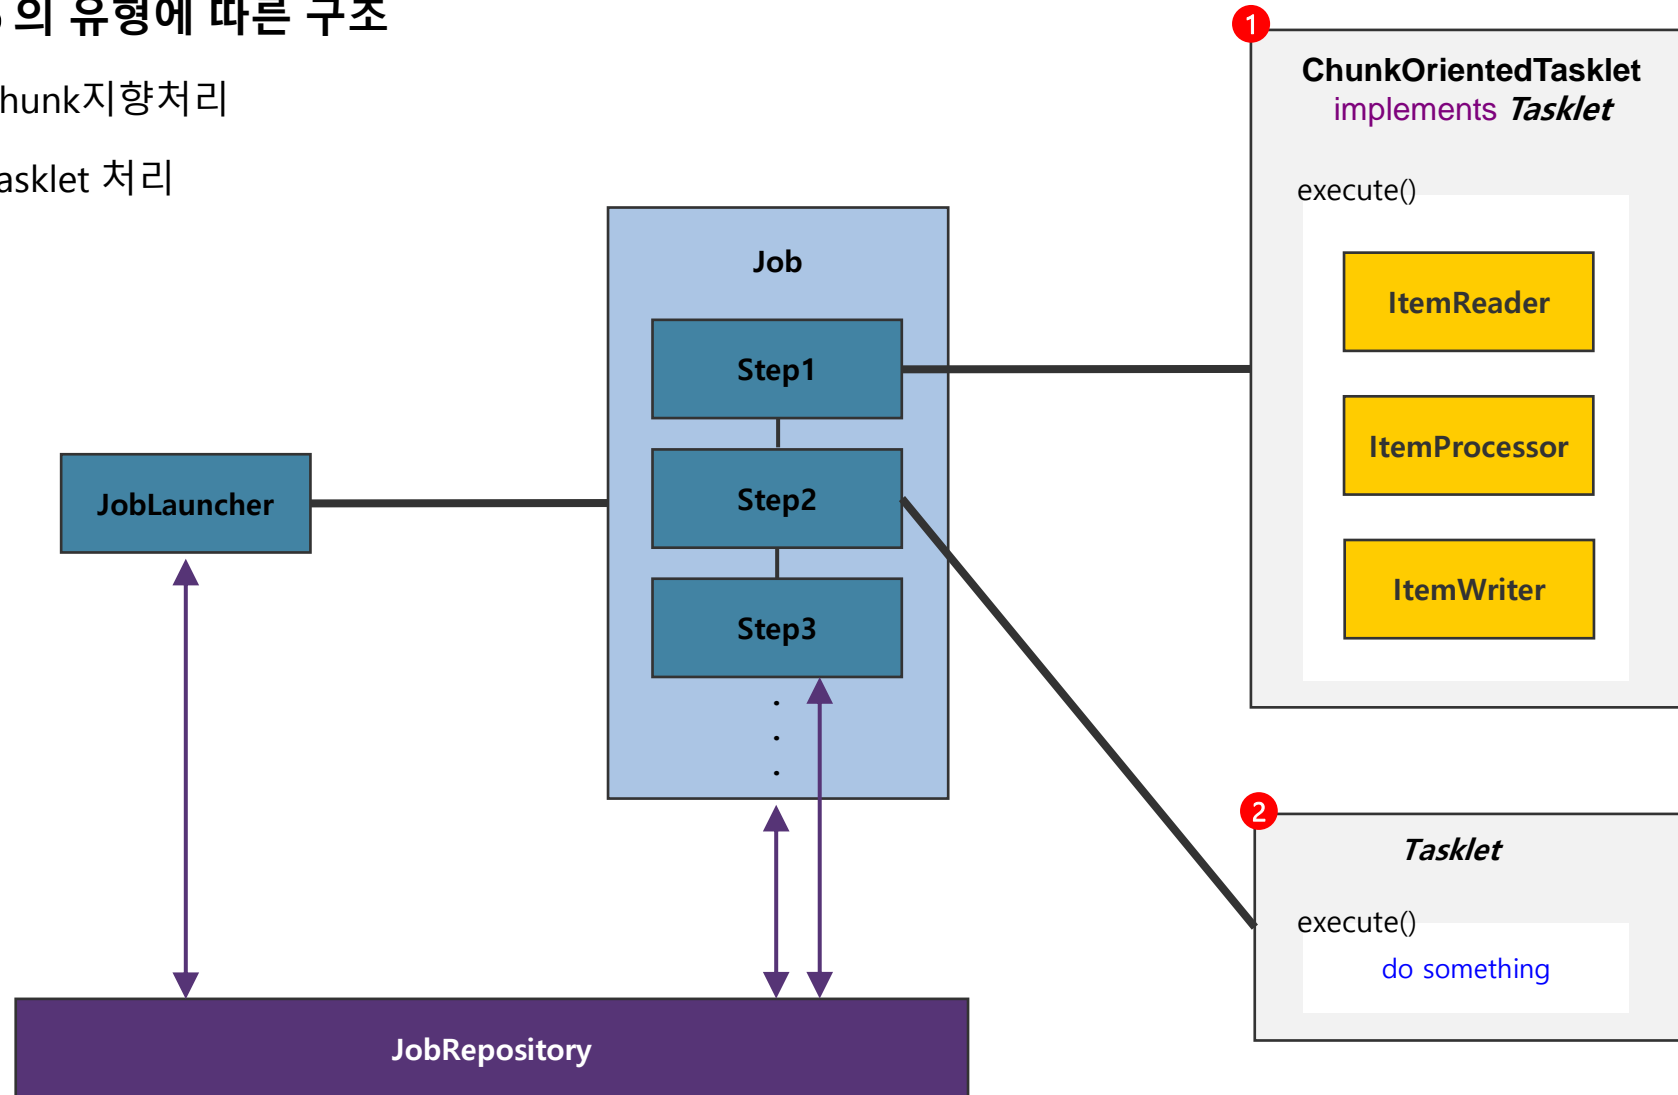 의 유형에 따른 구조
hunk지향처리
asklet 처리
1
ChunkOrientedTasklet
implements Tasklet
execute()
ItemReader
ItemProcessor
ItemWriter
Job
Step1
Step2
Step3
.
.
.
JobLauncher
2
Tasklet
execute()
do something
JobRepository